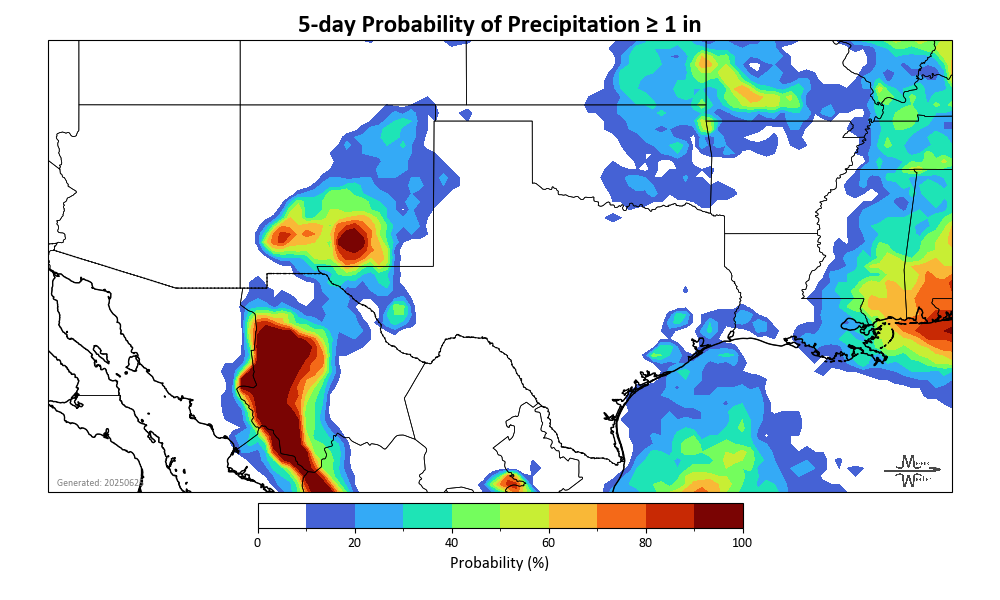 5-day Probability of Precipitation ≥ 1 in
Generated: 2025062
0 20 40 60 80 100
Probability (%)